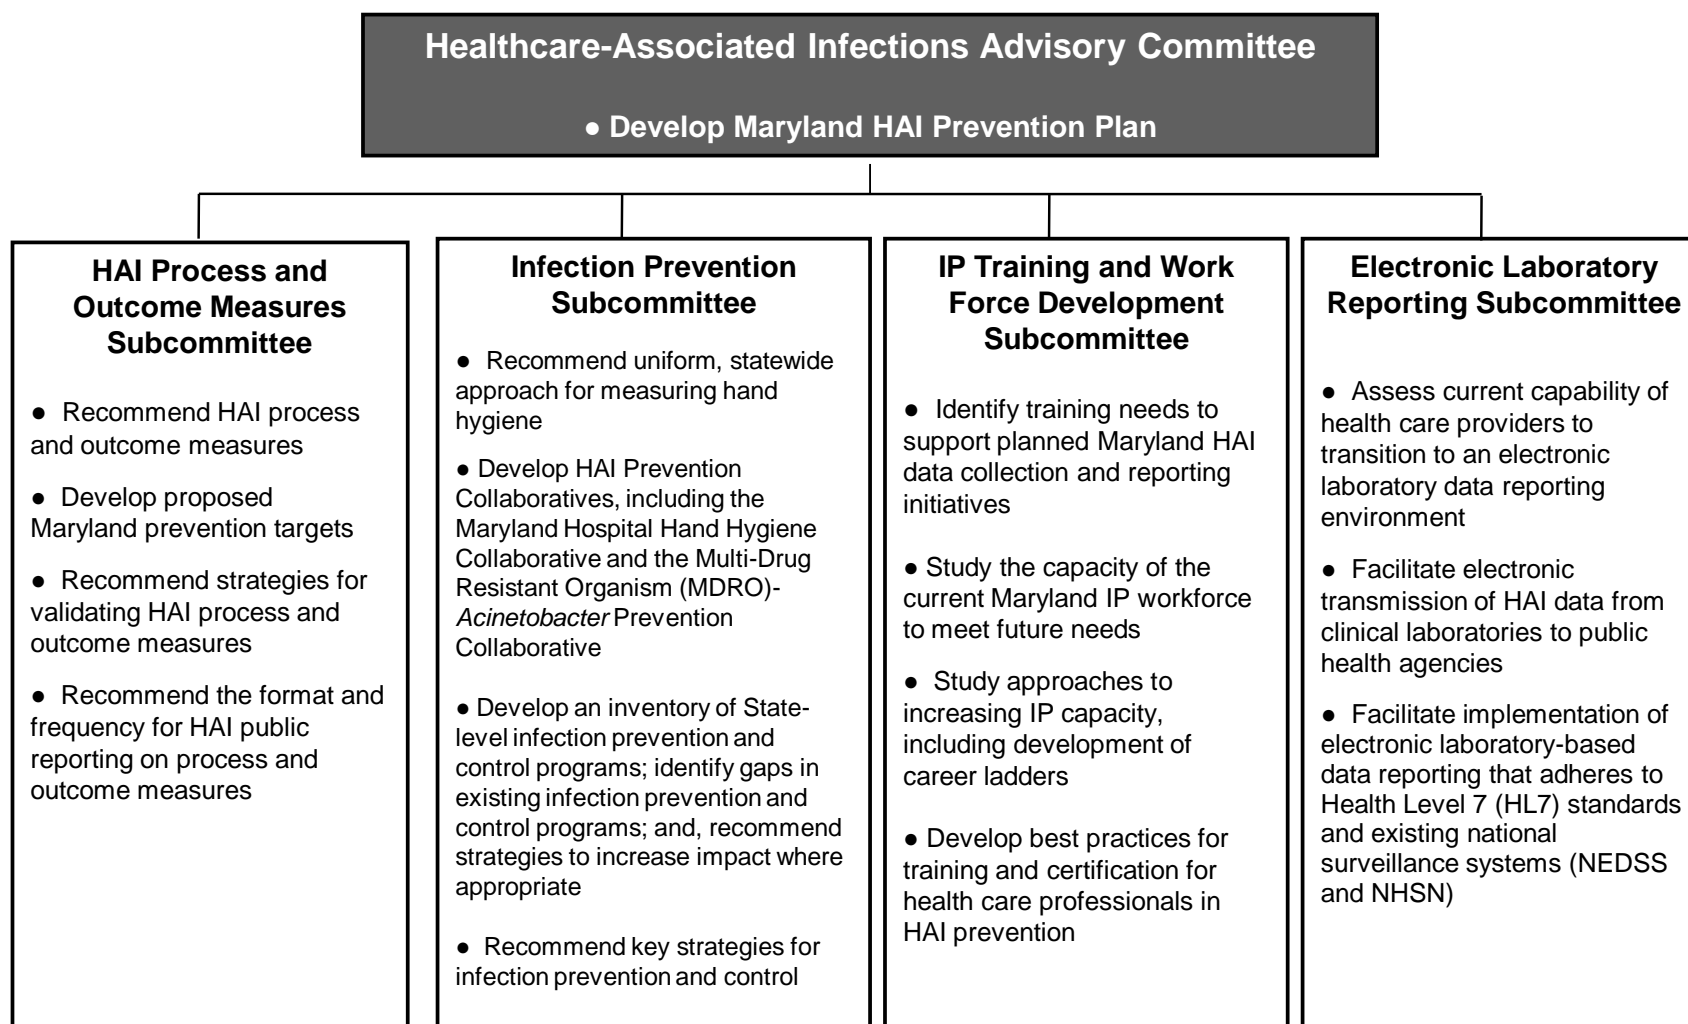 Healthcare-Associated Infections Advisory Committee
● Develop Maryland HAI Prevention Plan
HAI Process and
Outcome Measures
Subcommittee
● Recommend HAI process
and outcome measures
● Develop proposed
Maryland prevention targets
● Recommend strategies for
validating HAI process and
outcome measures
● Recommend the format and
frequency for HAI public
reporting on process and
outcome measures
Infection Prevention
Subcommittee
● Recommend uniform, statewide
approach for measuring hand
hygiene
● Develop HAI Prevention
Collaboratives, including the
Maryland Hospital Hand Hygiene
Collaborative and the Multi-Drug
Resistant Organism (MDRO)-
Acinetobacter Prevention
Collaborative
● Develop an inventory of State-
level infection prevention and
control programs; identify gaps in
existing infection prevention and
control programs; and, recommend
strategies to increase impact where
appropriate
● Recommend key strategies for
infection prevention and control
IP Training and Work
Force Development
Subcommittee
● Identify training needs to
support planned Maryland HAI
data collection and reporting
initiatives
● Study the capacity of the
current Maryland IP workforce
to meet future needs
● Study approaches to
increasing IP capacity,
including development of
career ladders
● Develop best practices for
training and certification for
health care professionals in
HAI prevention
Electronic Laboratory
Reporting Subcommittee
● Assess current capability of
health care providers to
transition to an electronic
laboratory data reporting
environment
● Facilitate electronic
transmission of HAI data from
clinical laboratories to public
health agencies
● Facilitate implementation of
electronic laboratory-based
data reporting that adheres to
Health Level 7 (HL7) standards
and existing national
surveillance systems (NEDSS
and NHSN)